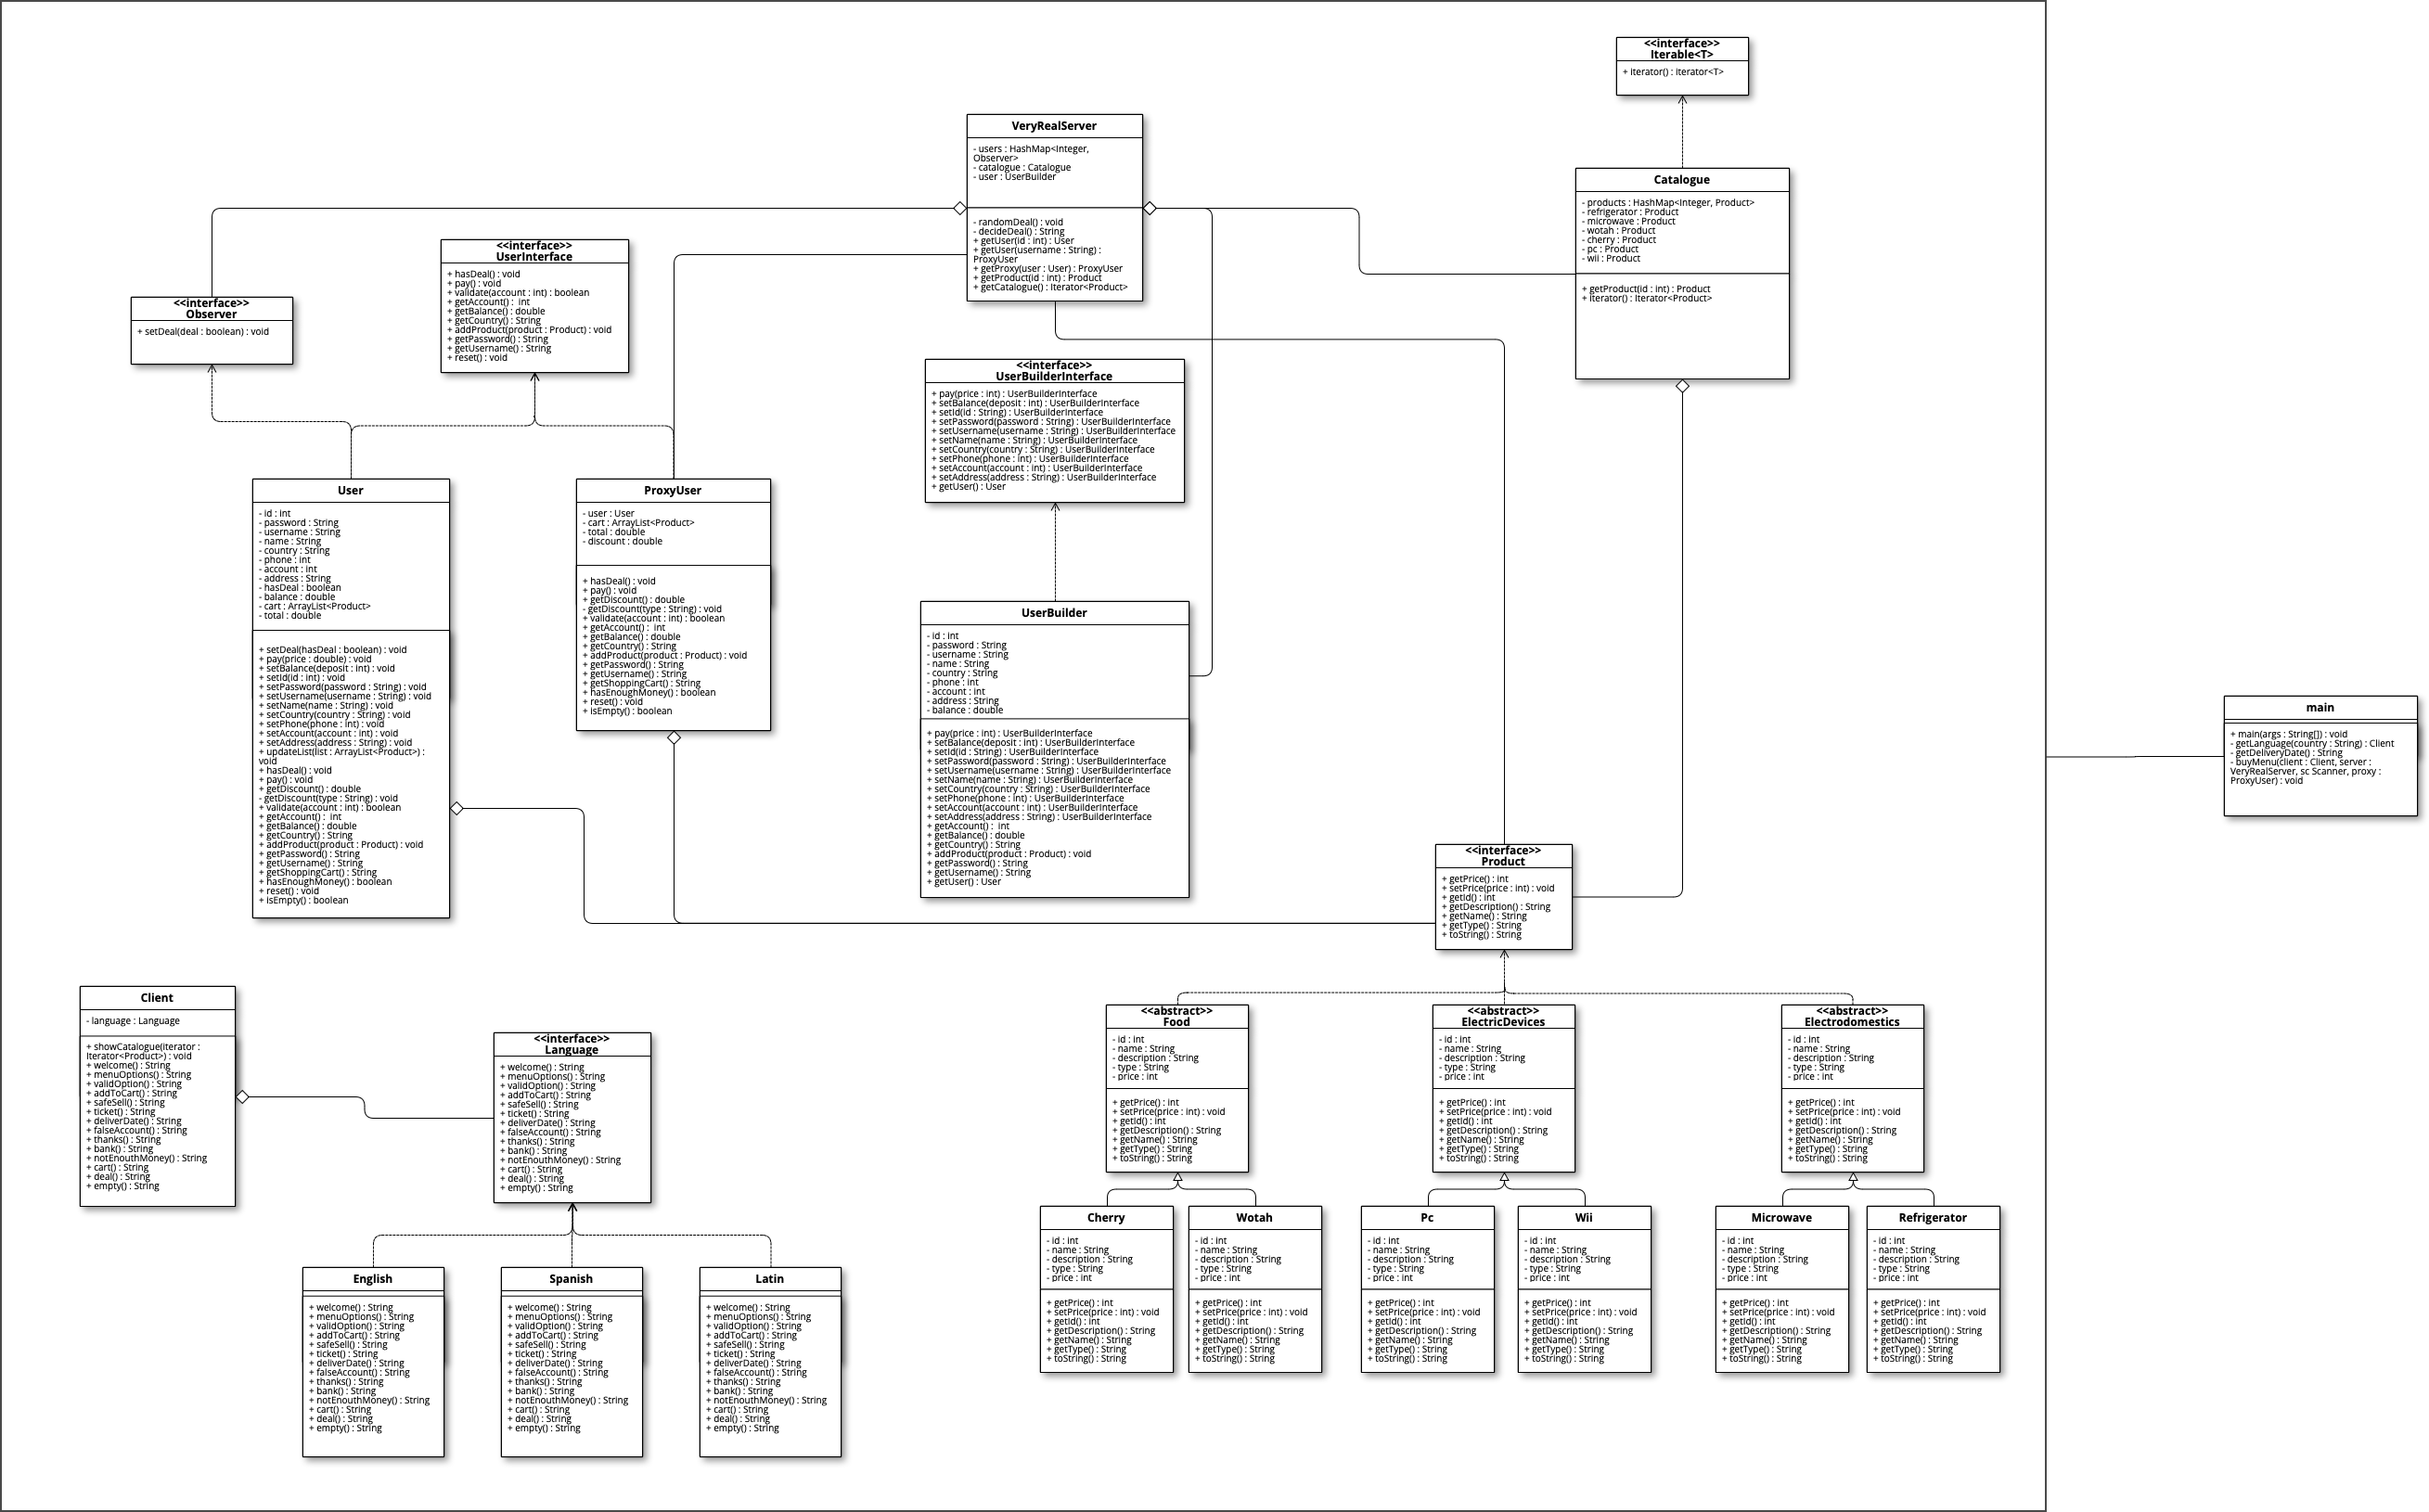 <<interface>>
Iterable<T>
+ Iterator() : iterator<T>
VeryRealServer
- users : HashMap<Integer,
Observer>
- catalogue : Catalogue
- user : UserBuilder
- randomDeal() : void
- decideDeal() : String
+ getUser(id : int) : User
+ getUser(username : String) :
ProxyUser
+ getProxy(user : User) : ProxyUser
+ getProduct(id : int) : Product
+ getCatalogue() : Iterator<Product>
Catalogue
- products : HashMap<Integer, Product>
- refrigerator : Product
- microwave : Product
- wotah : Product
- cherry : Product
- pc : Product
- wii : Product
+ getProduct(id : int) : Product
+ iterator() : Iterator<Product>
<<interface>>
UserInterface
+ hasDeal() : void
+ pay() : void
+ validate(account : int) : boolean
+ getAccount() :  int
+ getBalance() : double
+ getCountry() : String
+ addProduct(product : Product) : void
+ getPassword() : String
+ getUsername() : String
+ reset() : void
<<interface>>
Observer
+ setDeal(deal : boolean) : void
<<interface>>
UserBuilderInterface
+ pay(price : int) : UserBuilderInterface
+ setBalance(deposit : int) : UserBuilderInterface
+ setId(id : String) : UserBuilderInterface
+ setPassword(password : String) : UserBuilderInterface
+ setUsername(username : String) : UserBuilderInterface
+ setName(name : String) : UserBuilderInterface
+ setCountry(country : String) : UserBuilderInterface
+ setPhone(phone : int) : UserBuilderInterface
+ setAccount(account : int) : UserBuilderInterface
+ setAddress(address : String) : UserBuilderInterface
+ getUser() : User
User
- id : int
- password : String
- username : String
- name : String
- country : String
- phone : int
- account : int
- address : String
- hasDeal : boolean
- balance : double
- cart : ArrayList<Product>
- total : double
+ setDeal(hasDeal : boolean) : void
+ pay(price : double) : void
+ setBalance(deposit : int) : void
+ setId(id : int) : void
+ setPassword(password : String) : void
+ setUsername(username : String) : void
+ setName(name : String) : void
+ setCountry(country : String) : void
+ setPhone(phone : int) : void
+ setAccount(account : int) : void
+ setAddress(address : String) : void
+ updateList(list : ArrayList<Product>) :
void
+ hasDeal() : void
+ pay() : void
+ getDiscount() : double
- getDiscount(type : String) : void
+ validate(account : int) : boolean
+ getAccount() :  int
+ getBalance() : double
+ getCountry() : String
+ addProduct(product : Product) : void
+ getPassword() : String
+ getUsername() : String
+ getShoppingCart() : String
+ hasEnoughMoney() : boolean
+ reset() : void
+ isEmpty() : boolean
ProxyUser
- user : User
- cart : ArrayList<Product>
- total : double
- discount : double
+ hasDeal() : void
+ pay() : void
+ getDiscount() : double
- getDiscount(type : String) : void
+ validate(account : int) : boolean
+ getAccount() :  int
+ getBalance() : double
+ getCountry() : String
+ addProduct(product : Product) : void
+ getPassword() : String
+ getUsername() : String
+ getShoppingCart() : String
+ hasEnoughMoney() : boolean
+ reset() : void
+ isEmpty() : boolean
UserBuilder
- id : int
- password : String
- username : String
- name : String
- country : String
- phone : int
- account : int
- address : String
- balance : double
+ pay(price : int) : UserBuilderInterface
+ setBalance(deposit : int) : UserBuilderInterface
+ setId(id : String) : UserBuilderInterface
+ setPassword(password : String) : UserBuilderInterface
+ setUsername(username : String) : UserBuilderInterface
+ setName(name : String) : UserBuilderInterface
+ setCountry(country : String) : UserBuilderInterface
+ setPhone(phone : int) : UserBuilderInterface
+ setAccount(account : int) : UserBuilderInterface
+ setAddress(address : String) : UserBuilderInterface
+ getAccount() :  int
+ getBalance() : double
+ getCountry() : String
+ addProduct(product : Product) : void
+ getPassword() : String
+ getUsername() : String
+ getUser() : User
main
+ main(args : String[]) : void
- getLanguage(country : String) : Client
- getDeliveryDate() : String
- buyMenu(client : Client, server :
VeryRealServer, sc Scanner, proxy :
ProxyUser) : void
<<interface>>
Product
+ getPrice() : int
+ setPrice(price : int) : void
+ getId() : int
+ getDescription() : String
+ getName() : String
+ getType() : String
+ toString() : String
Client
- language : Language
+ showCatalogue(iterator :
Iterator<Product>) : void
+ welcome() : String
+ menuOptions() : String
+ validOption() : String
+ addToCart() : String
+ safeSell() : String
+ ticket() : String
+ deliverDate() : String
+ falseAccount() : String
+ thanks() : String
+ bank() : String
+ notEnouthMoney() : String
+ cart() : String
+ deal() : String
+ empty() : String
<<interface>>
Language
+ welcome() : String
+ menuOptions() : String
+ validOption() : String
+ addToCart() : String
+ safeSell() : String
+ ticket() : String
+ deliverDate() : String
+ falseAccount() : String
+ thanks() : String
+ bank() : String
+ notEnouthMoney() : String
+ cart() : String
+ deal() : String
+ empty() : String
<<abstract>>
Food
- id : int
- name : String
- description : String
- type : String
- price : int
+ getPrice() : int
+ setPrice(price : int) : void
+ getId() : int
+ getDescription() : String
+ getName() : String
+ getType() : String
+ toString() : String
<<abstract>>
ElectricDevices
- id : int
- name : String
- description : String
- type : String
- price : int
+ getPrice() : int
+ setPrice(price : int) : void
+ getId() : int
+ getDescription() : String
+ getName() : String
+ getType() : String
+ toString() : String
<<abstract>>
Electrodomestics
- id : int
- name : String
- description : String
- type : String
- price : int
+ getPrice() : int
+ setPrice(price : int) : void
+ getId() : int
+ getDescription() : String
+ getName() : String
+ getType() : String
+ toString() : String
English
+ welcome() : String
+ menuOptions() : String
+ validOption() : String
+ addToCart() : String
+ safeSell() : String
+ ticket() : String
+ deliverDate() : String
+ falseAccount() : String
+ thanks() : String
+ bank() : String
+ notEnouthMoney() : String
+ cart() : String
+ deal() : String
+ empty() : String
Spanish
+ welcome() : String
+ menuOptions() : String
+ validOption() : String
+ addToCart() : String
+ safeSell() : String
+ ticket() : String
+ deliverDate() : String
+ falseAccount() : String
+ thanks() : String
+ bank() : String
+ notEnouthMoney() : String
+ cart() : String
+ deal() : String
+ empty() : String
Latin
+ welcome() : String
+ menuOptions() : String
+ validOption() : String
+ addToCart() : String
+ safeSell() : String
+ ticket() : String
+ deliverDate() : String
+ falseAccount() : String
+ thanks() : String
+ bank() : String
+ notEnouthMoney() : String
+ cart() : String
+ deal() : String
+ empty() : String
Cherry
- id : int
- name : String
- description : String
- type : String
- price : int
+ getPrice() : int
+ setPrice(price : int) : void
+ getId() : int
+ getDescription() : String
+ getName() : String
+ getType() : String
+ toString() : String
Wotah
- id : int
- name : String
- description : String
- type : String
- price : int
+ getPrice() : int
+ setPrice(price : int) : void
+ getId() : int
+ getDescription() : String
+ getName() : String
+ getType() : String
+ toString() : String
Pc
- id : int
- name : String
- description : String
- type : String
- price : int
+ getPrice() : int
+ setPrice(price : int) : void
+ getId() : int
+ getDescription() : String
+ getName() : String
+ getType() : String
+ toString() : String
Wii
- id : int
- name : String
- description : String
- type : String
- price : int
+ getPrice() : int
+ setPrice(price : int) : void
+ getId() : int
+ getDescription() : String
+ getName() : String
+ getType() : String
+ toString() : String
Microwave
- id : int
- name : String
- description : String
- type : String
- price : int
+ getPrice() : int
+ setPrice(price : int) : void
+ getId() : int
+ getDescription() : String
+ getName() : String
+ getType() : String
+ toString() : String
Refrigerator
- id : int
- name : String
- description : String
- type : String
- price : int
+ getPrice() : int
+ setPrice(price : int) : void
+ getId() : int
+ getDescription() : String
+ getName() : String
+ getType() : String
+ toString() : String